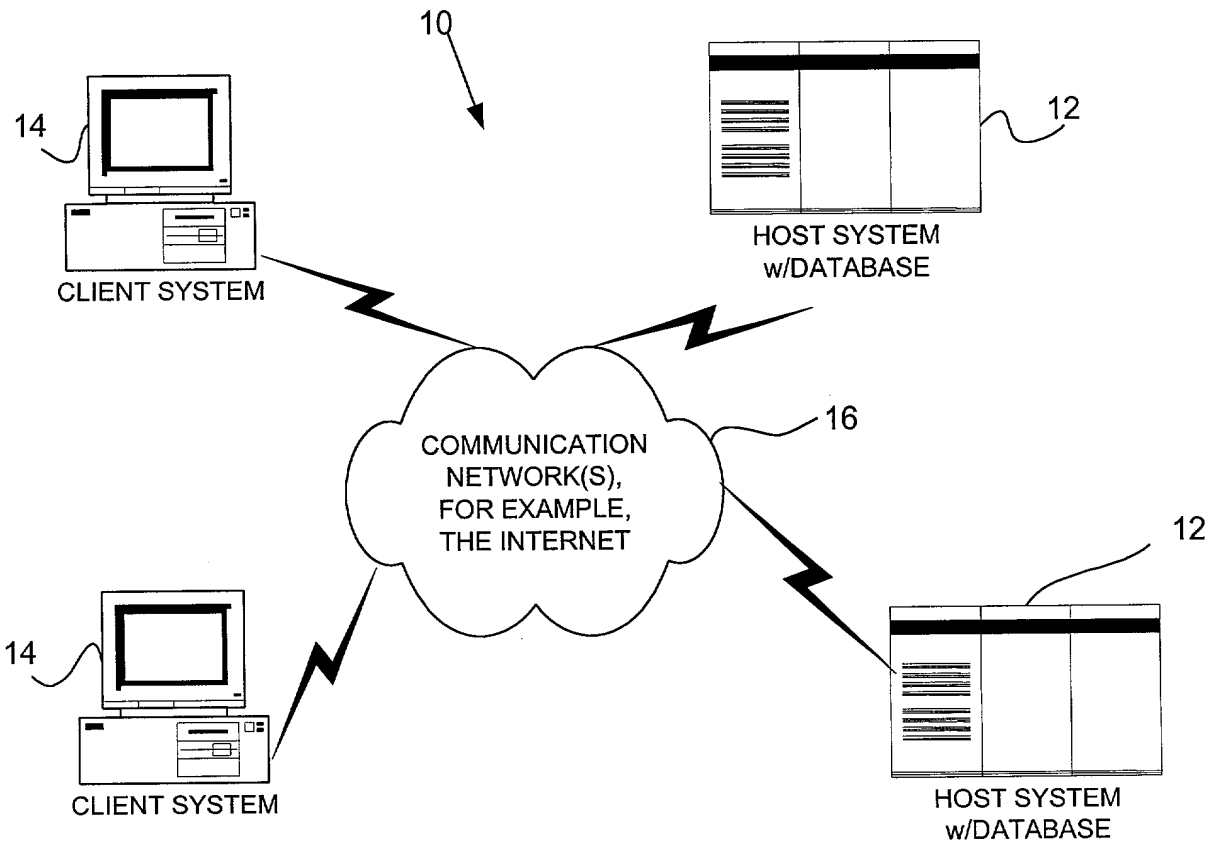 10
14
12
HOST SYSTEM
w/DATABASE
CLIENT SYSTEM
16
COMMUNICATION
NETWORK(S),
FOR EXAMPLE,
THE INTERNET
12
14
CLIENT SYSTEM
HOST SYSTEM
w/DATABASE